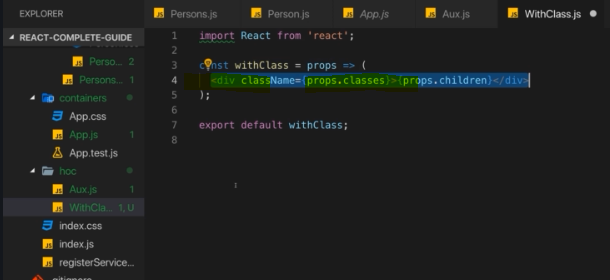 EXPLORER
Persons.js
Person.js
App.js
Aux.js
WithClass.js
REACT-COMPLETE-GUIDE
Perso... 2
Persons... 1
containers
App.css
App.js 1
App.test.js
hoc
Aux.js 1
WithCla... 1, U
index.css
index.js
registerService...
.gitignore
1 import React from 'react';
2
3 const withClass = props => (
4 <div className={props.classes}>{props.children}</div>
5 );
6
7 export default withClass;
8